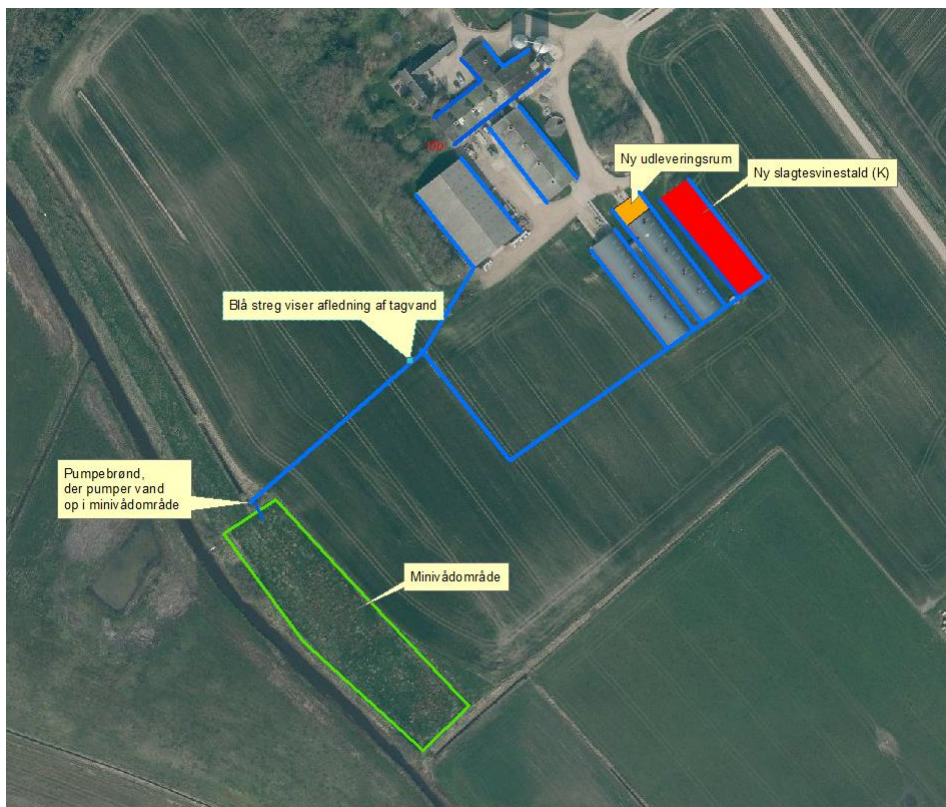 Ny udleveringsrum
Ny slagtesvinestald (K)
Blå streg viser afledning af tagvand
Pumpebrønd,
der pumper vand
op i minivådområde
Minivådområde